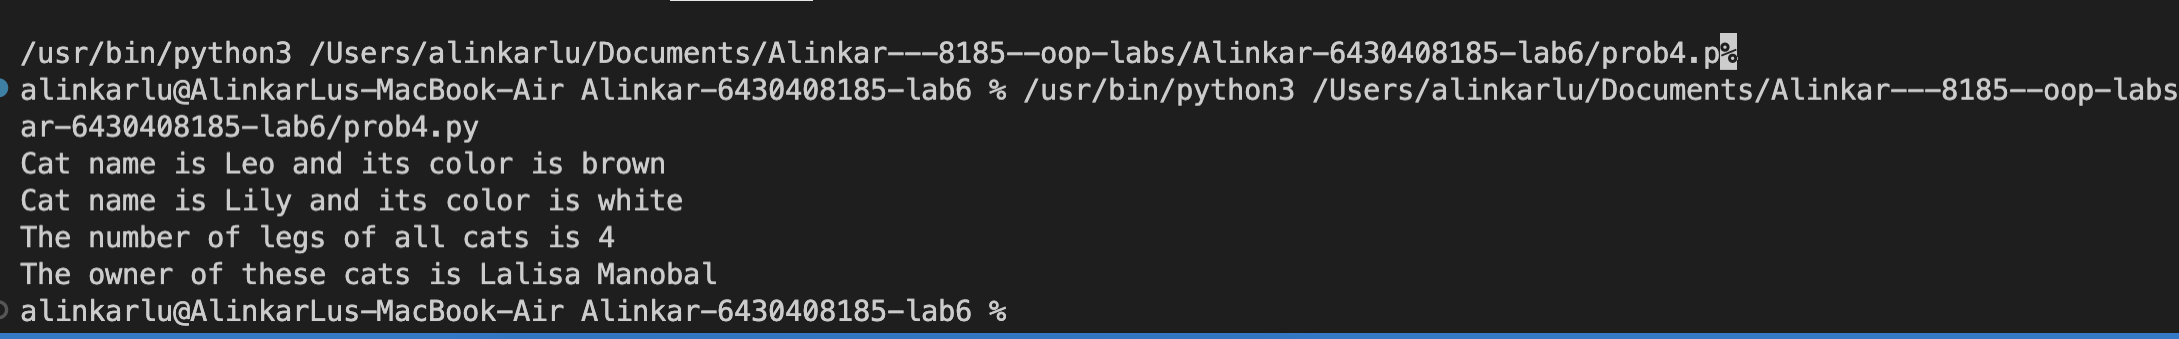 /usr/bin/python3 /Users/alinkarlu/Documents/Alinkar---8185--oop-labs/Alinkar-6430408185-lab6/prob4.p%
alinkarlu@AlinkarLus-MacBook-Air Alinkar-6430408185-lab6 % /usr/bin/python3 /Users/alinkarlu/Documents/Alinkar---8185--oop-labs
ar-6430408185-lab6/prob4.py
Cat name is Leo and its color is brown
Cat name is Lily and its color is white
The number of legs of all cats is 4
The owner of these cats is Lalisa Manobal
alinkarlu@AlinkarLus-MacBook-Air Alinkar-6430408185-lab6 %